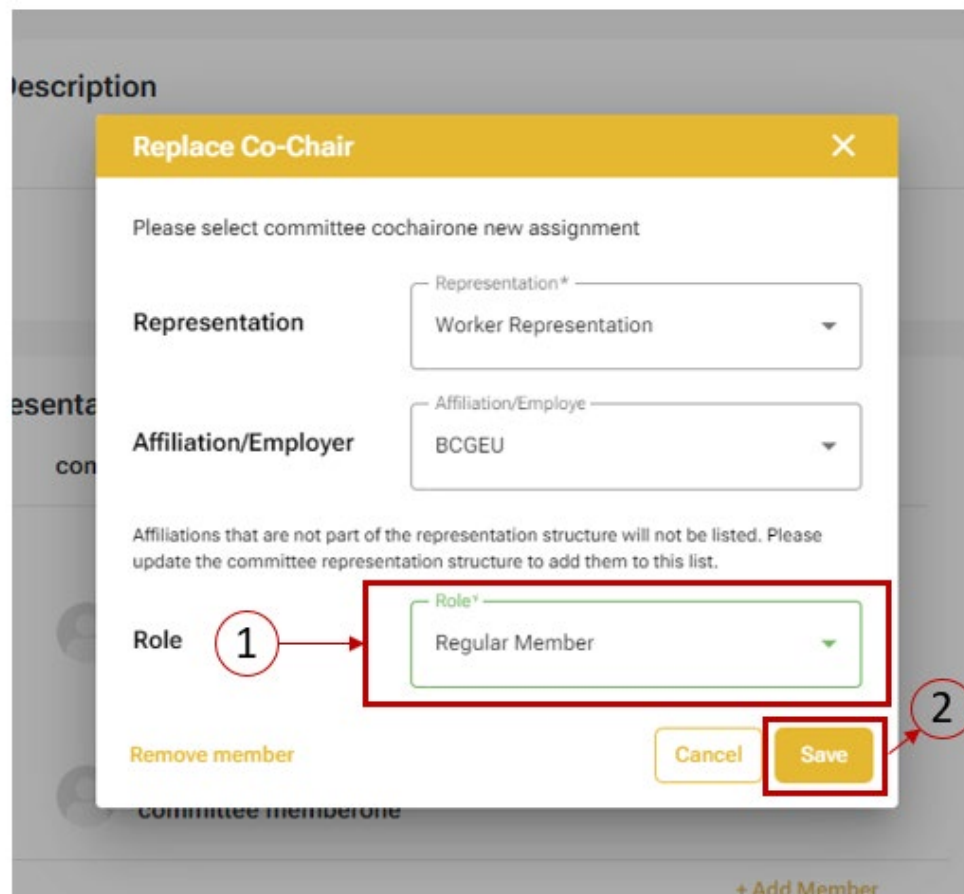 Description
Replace Co-Chair
Please select committee cochairone new assignment
Representation*
Representation
Worker Representation
Affiliation/Employe
Affiliation/Employer
BCGEU
Affiliations that are not part of the representation structure will not be listed. Please
update the committee representation structure to add them to this list.
Role*
Role
1
Regular Member
2
Remove member
Cancel
Save
esenta
com
committee memberone
+ Add Member